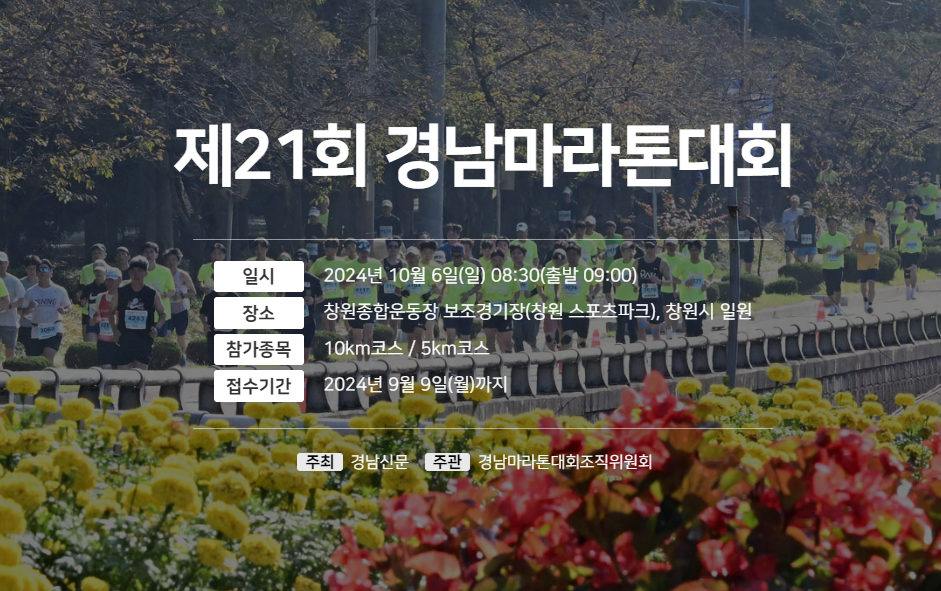 제21회 경남마라톤대회
일시 2024년 10월 6일(일) 08:30(출발 09:00)
장소 창원종합운동장 보조경기장(창원 스포츠파크), 창원시 일원
참가종목 10km코스 / 5km코스
접수기간 2024년 9월 9일(월)까지
주최 경남신문 주관 경남마라톤대회조직위원회